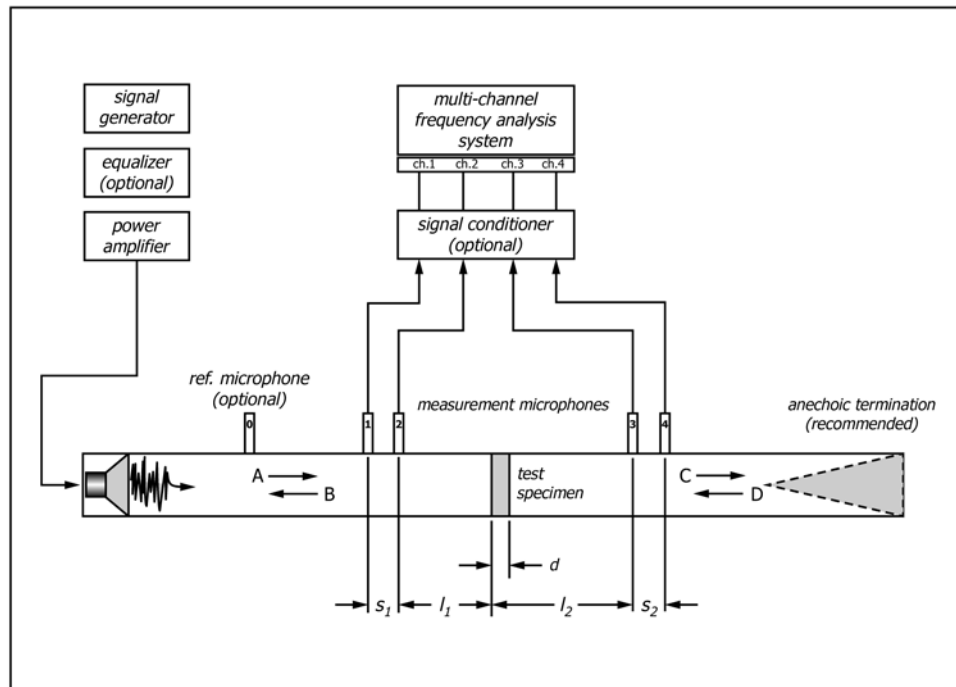 signal
generator
equalizer
(optional)
power
amplifier
multi-channel
frequency analysis
system
ch.1 ch.2 ch.3 ch.4
signal conditioner
(optional)
ref. microphone
(optional)
measurement microphones
anechoic termination
(recommended)
0 1 2 3 4
A
B
test
specimen
C
D
d
s1 l1 l2 s2